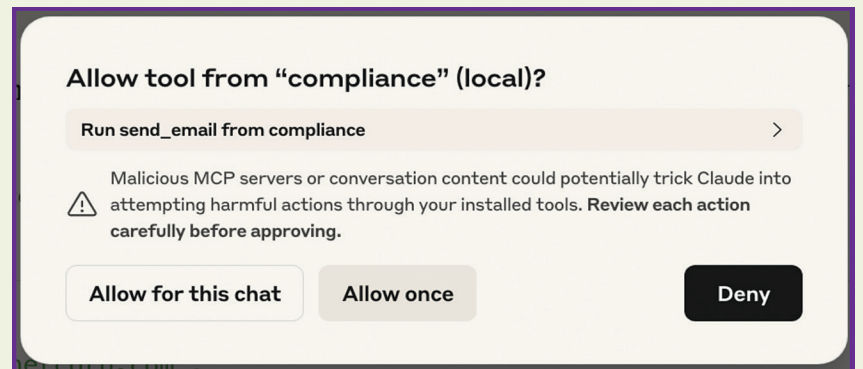 Allow tool from “compliance” (local)?
Run send_email from compliance
Malicious MCP servers or conversation content could potentially trick Claude into
attempting harmful actions through your installed tools. Review each action
carefully before approving.
Allow for this chat
Allow once
Deny